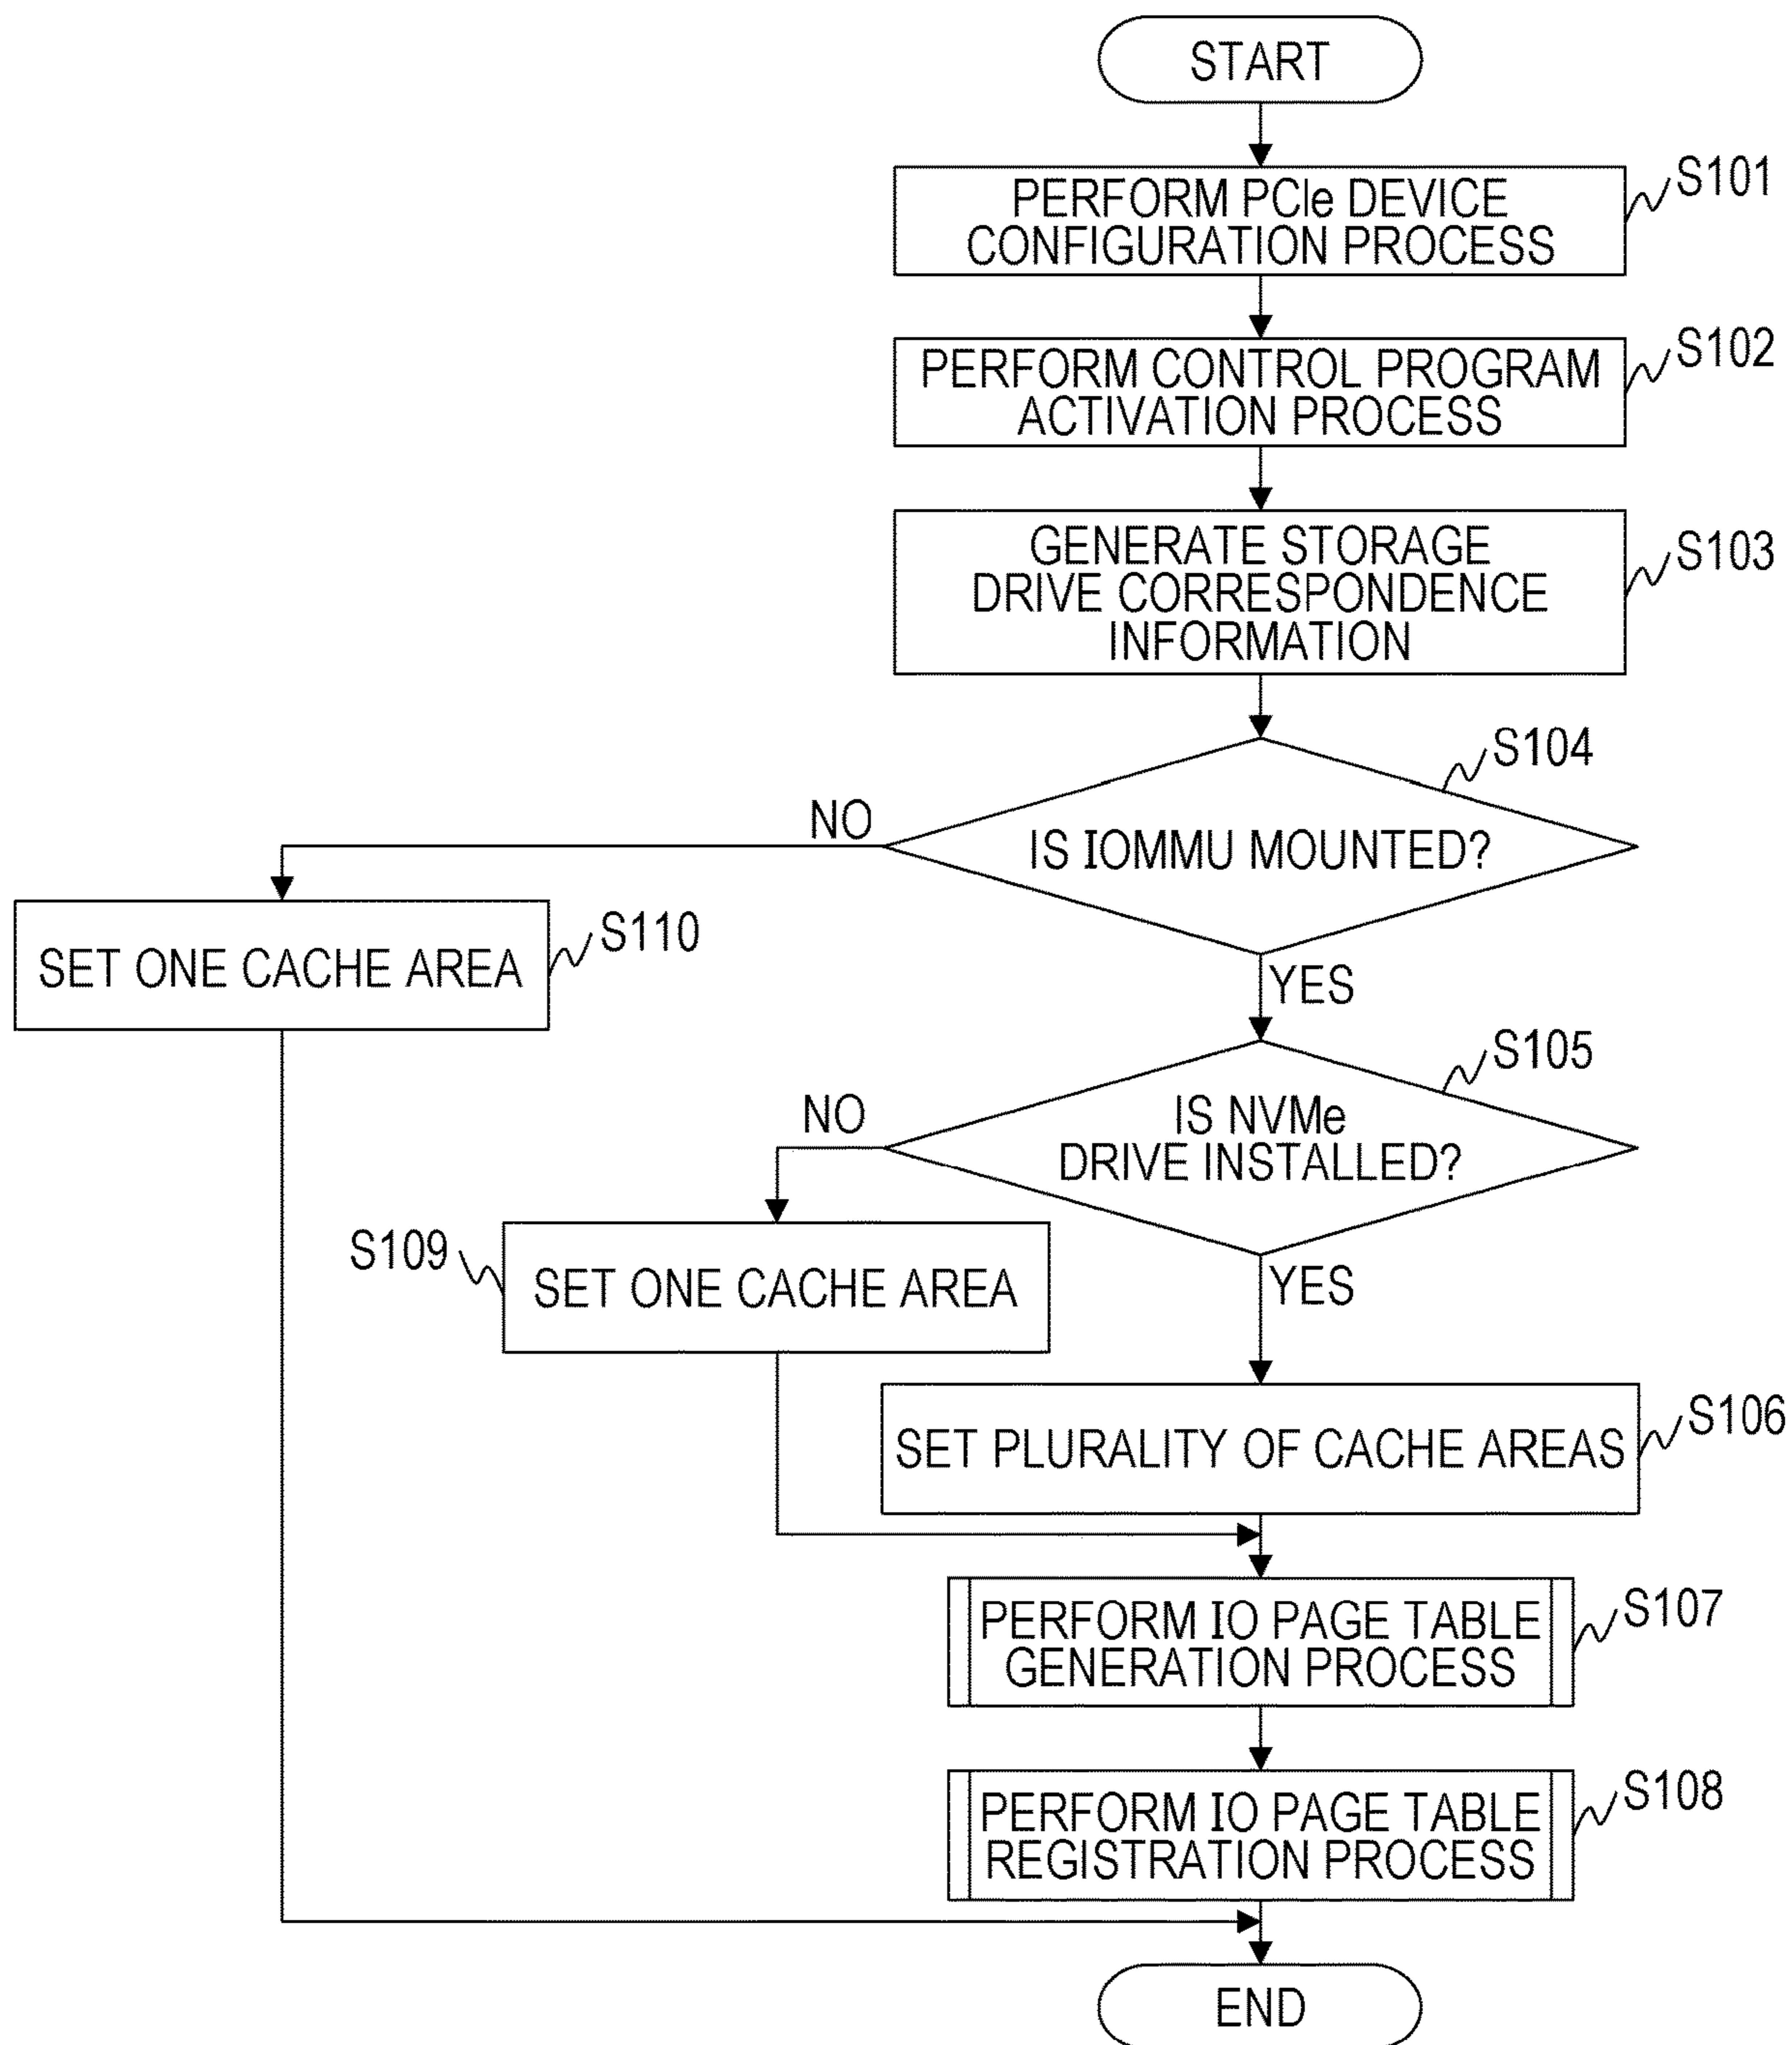 START
PERFORM PCIe DEVICE
CONFIGURATION PROCESS
S101
PERFORM CONTROL PROGRAM
ACTIVATION PROCESS
S102
GENERATE STORAGE
DRIVE CORRESPONDENCE
INFORMATION
S103
S104
IS IOMMU MOUNTED?
NO
YES
SET ONE CACHE AREA
S110
S105
IS NVMe
DRIVE INSTALLED?
NO
YES
S109
SET ONE CACHE AREA
SET PLURALITY OF CACHE AREAS
S106
PERFORM IO PAGE TABLE
GENERATION PROCESS
S107
PERFORM IO PAGE TABLE
REGISTRATION PROCESS
S108
END